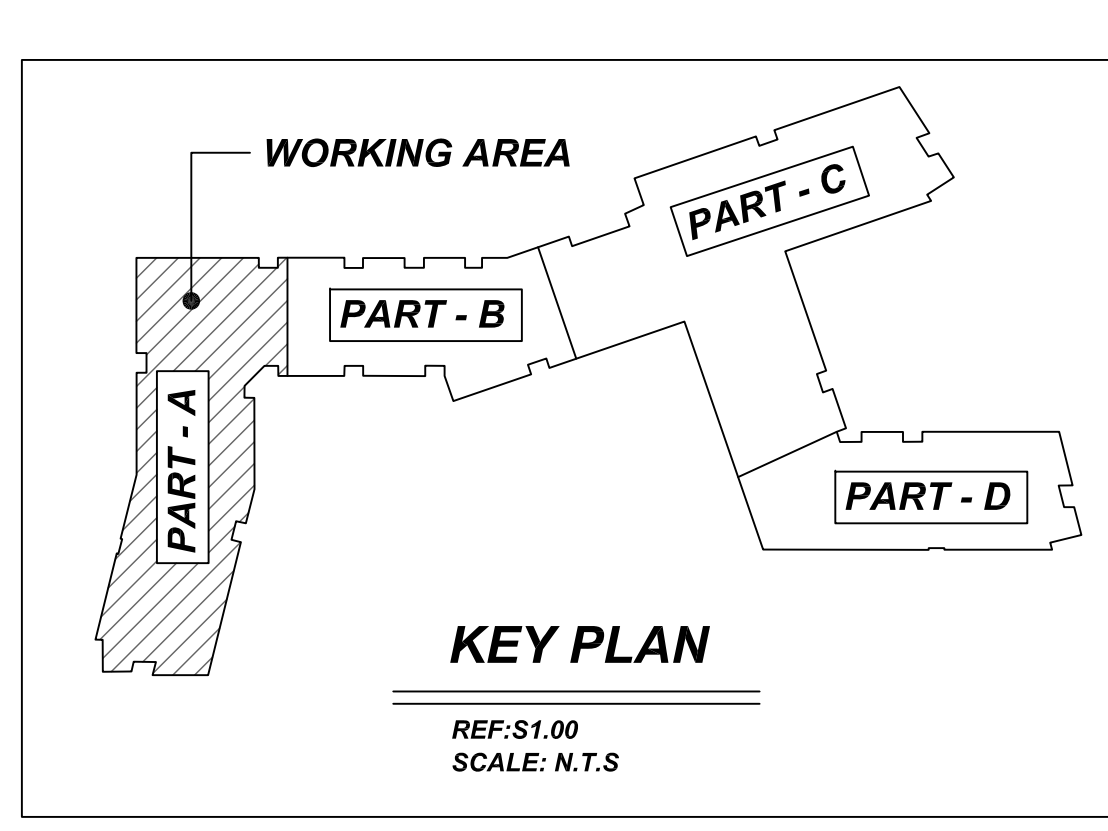 WORKING AREA
PART - C
PART - B
PART - A
PART - D
KEY PLAN
REF:S1.00
SCALE: N.T.S